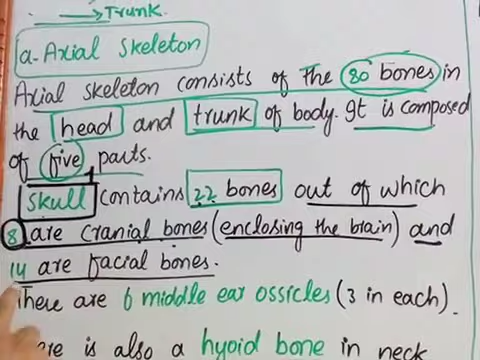 Trunk.
a. Axial Skeleton
Axial skeleton consists of the 80 bones in
the head and trunk of body. It is composed
of five parts.
Skull contains 22 bones out of which
8 are cranial bones (enclosing the brain) and
14 are facial bones.
There are 6 middle ear ossicles (3 in each).
is also a hyoid bone in neck